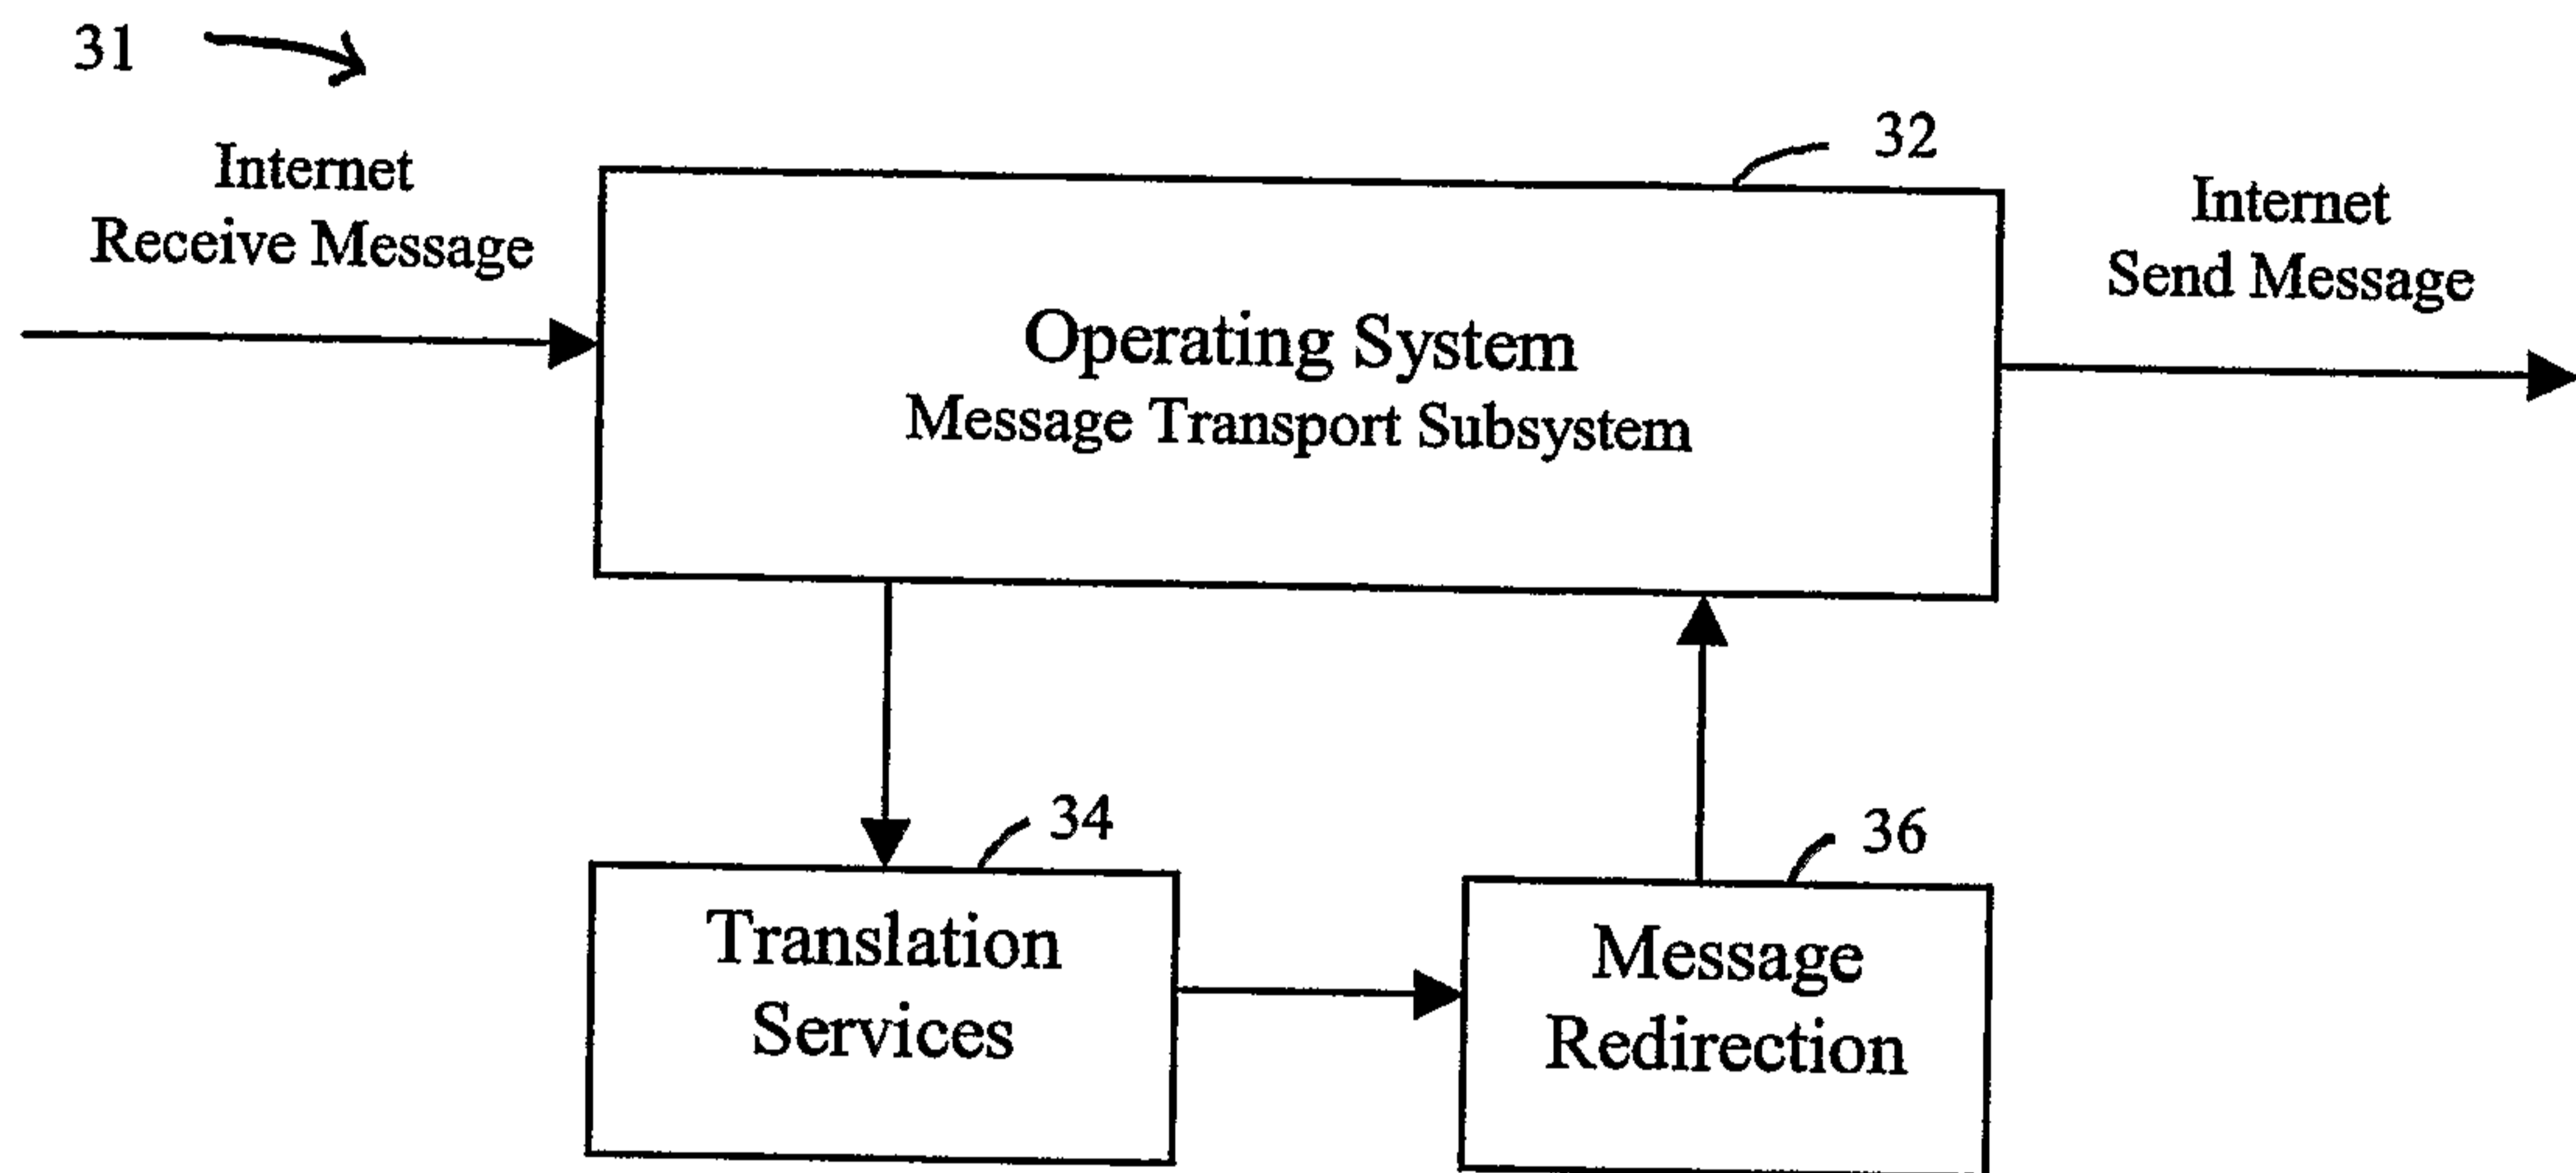 31
Internet
Receive Message
32
Internet
Send Message
Operating System
Message Transport Subsystem
34
36
Translation
Services
Message
Redirection